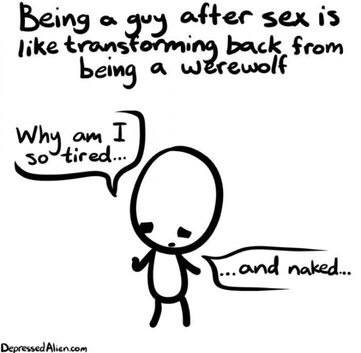 Being a guy after sex is
like transforming back from
being a werewolf
Why am I
so tired...
...and naked...
DepressedAlien.com